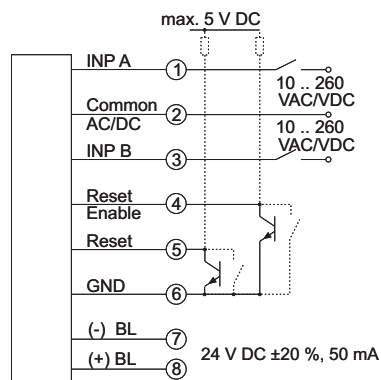 max. 5 V DC
INP A
1
10 .. 260
VAC/VDC
Common
AC/DC
2
10 .. 260
VAC/VDC
INP B
3
Reset
Enable
4
Reset
5
GND
6
(-) BL
7
24 V DC ±20 %, 50 mA
(+) BL
8